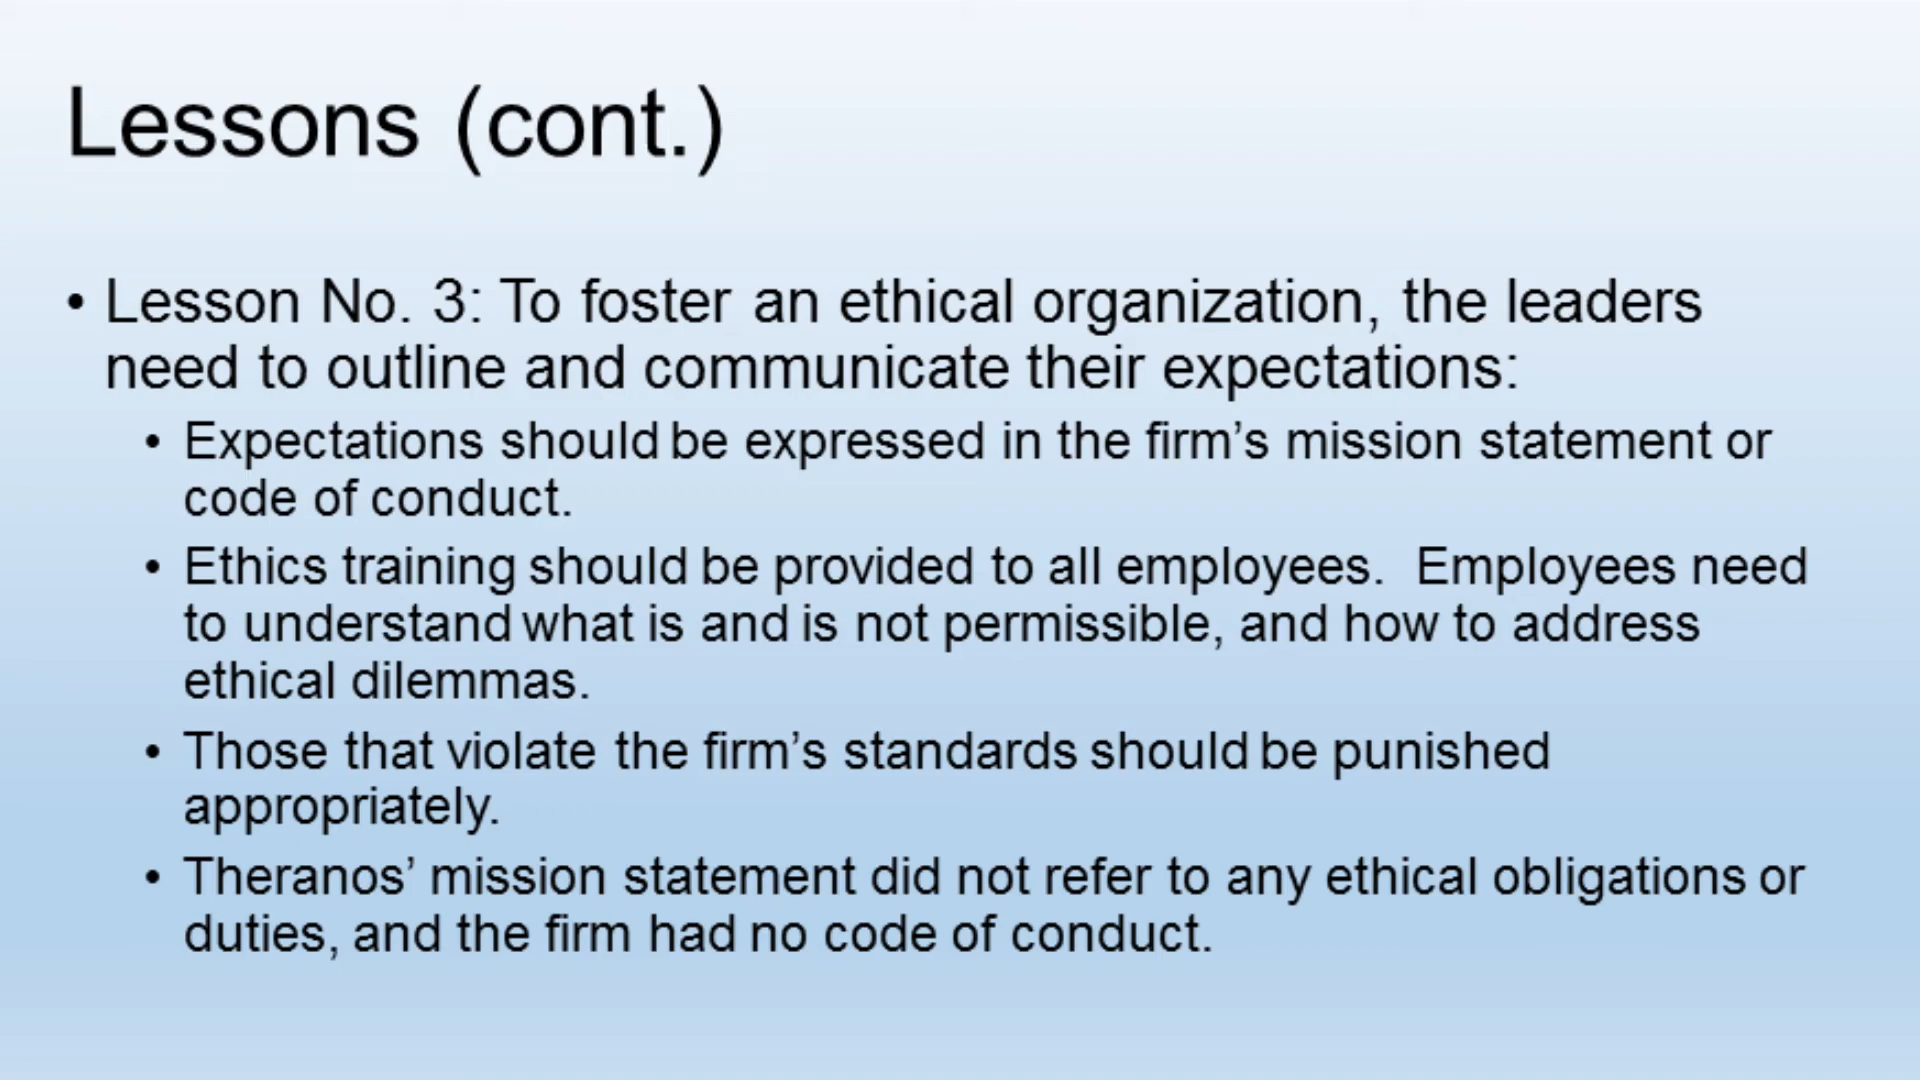 Lessons (cont.)
• Lesson No. 3: To foster an ethical organization, the leaders
need to outline and communicate their expectations:
• Expectations should be expressed in the firm’s mission statement or
code of conduct.
• Ethics training should be provided to all employees.  Employees need
to understand what is and is not permissible, and how to address
ethical dilemmas.
• Those that violate the firm’s standards should be punished
appropriately.
• Theranos’ mission statement did not refer to any ethical obligations or
duties, and the firm had no code of conduct.